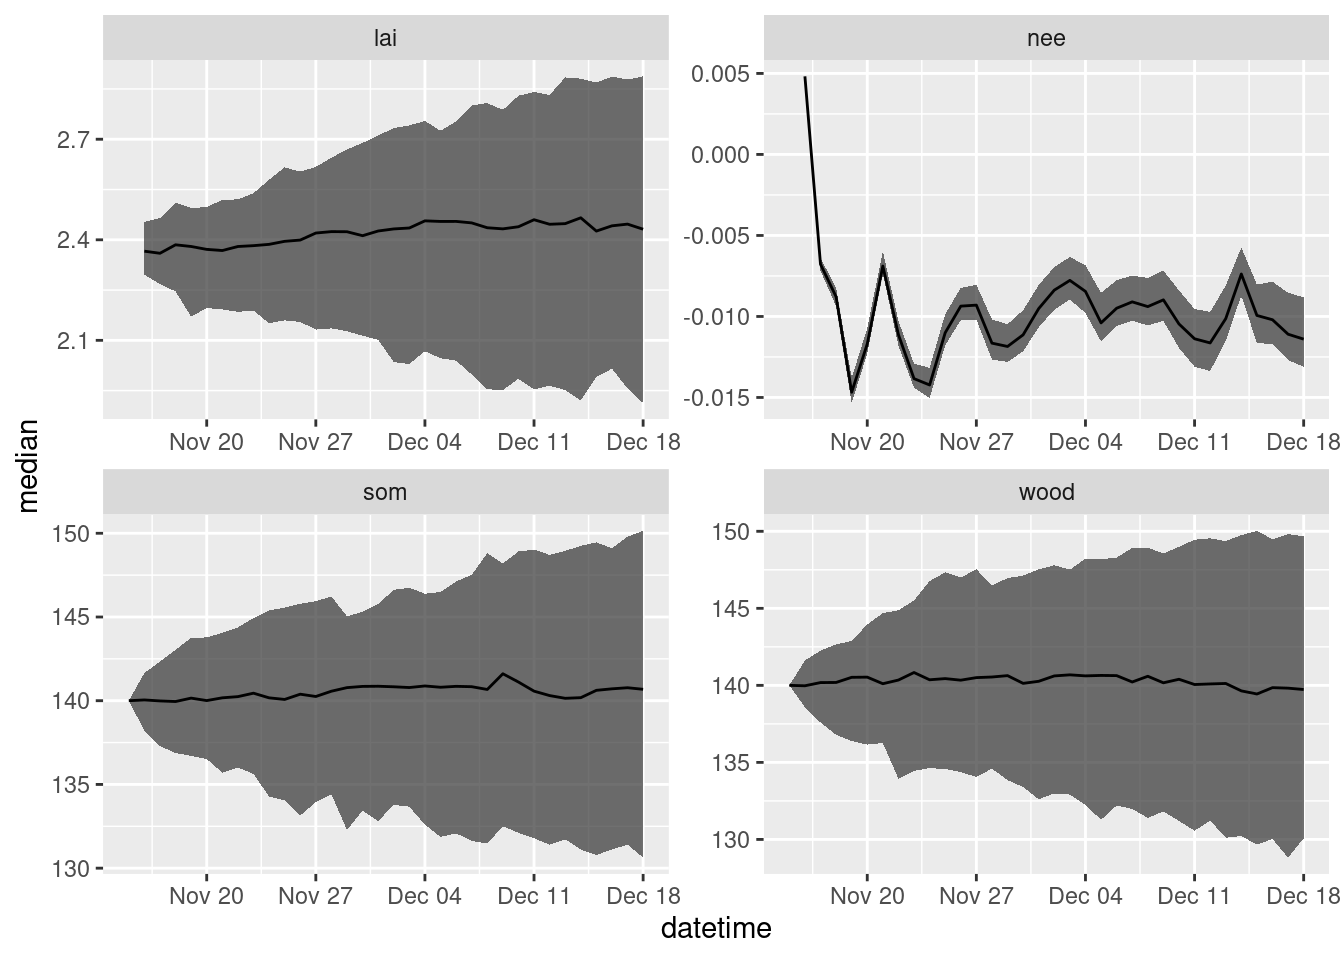 lai
nee
2.7
2.4
2.1
0.005
0.000
-0.005
-0.010
-0.015
Nov 20 Nov 27 Dec 04 Dec 11 Dec 18
Nov 20 Nov 27 Dec 04 Dec 11 Dec 18
median
som
wood
150
145
140
135
130
150
145
140
135
130
Nov 20 Nov 27 Dec 04 Dec 11 Dec 18
Nov 20 Nov 27 Dec 04 Dec 11 Dec 18
datetime